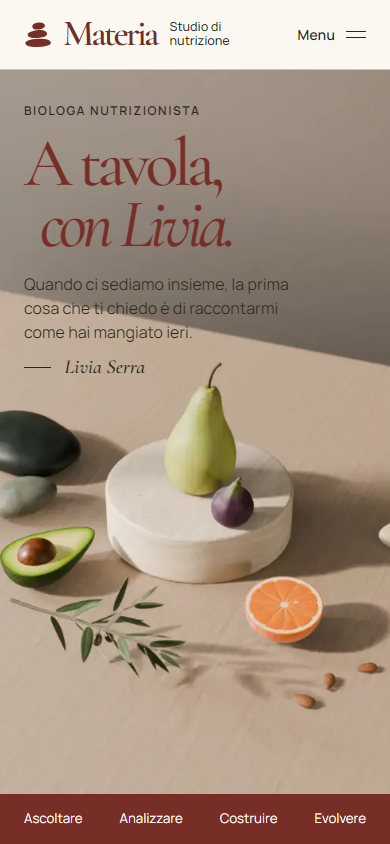 Materia
Studio di
nutrizione
Menu
BIOLOGA NUTRIZIONISTA
A tavola,
con Livia.
Quando ci sediamo insieme, la prima
cosa che ti chiedo è di raccontarmi
come hai mangiato ieri.
Livia Serra
Ascoltare Analizzare Costruire Evolvere